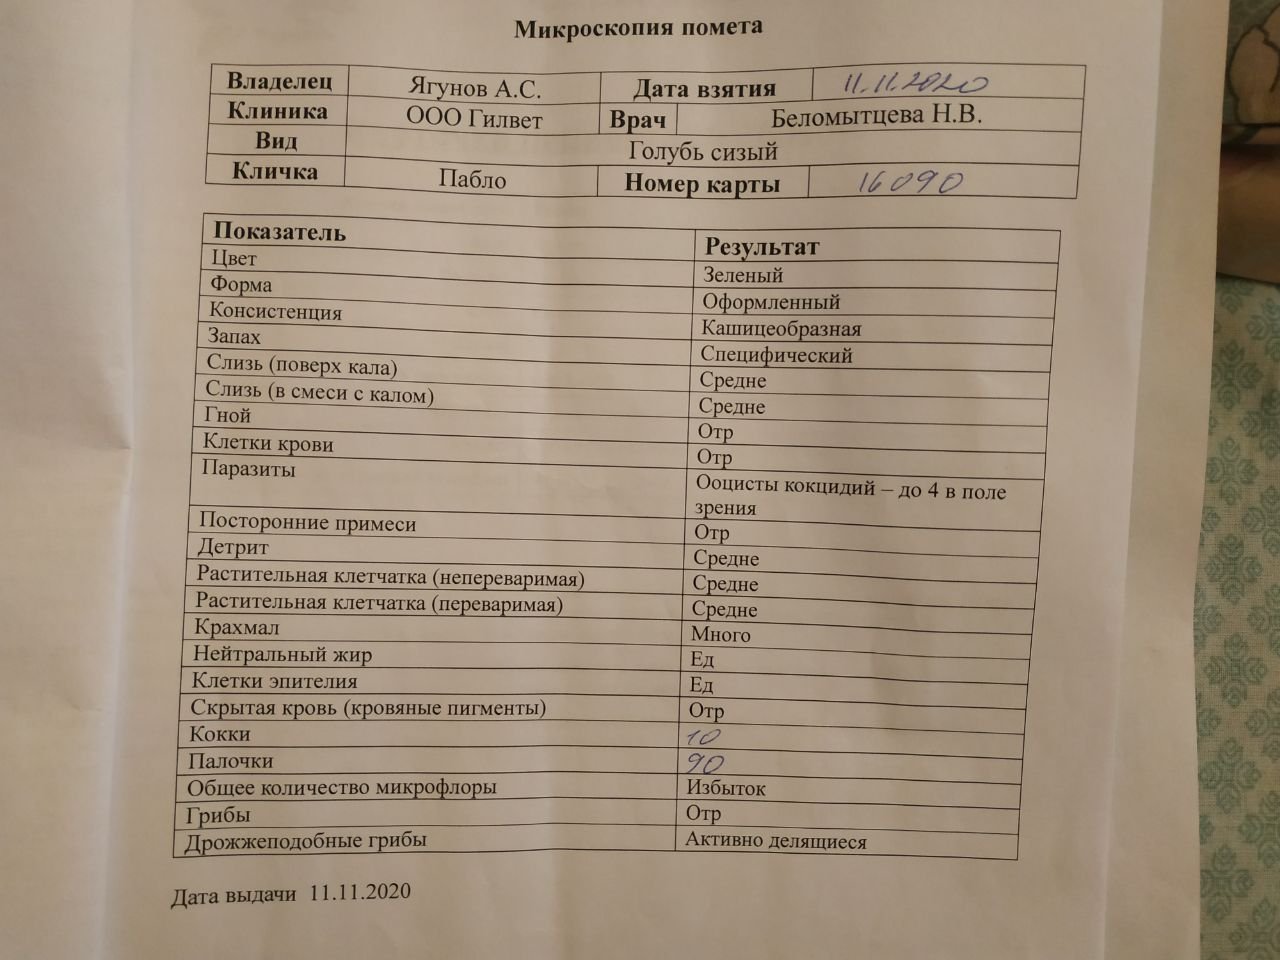 Микроскопия помета
Владелец Ягунов А.С. Дата взятия 11.11.2020
Клиника ООО Гилвет Врач Беломытцева Н.В.
Вид Голубь сизый
Кличка Пабло Номер карты 16090
Показатель Результат
Цвет Зеленый
Форма Оформленный
Консистенция Кашицеобразная
Запах Специфический
Слизь (поверх кала) Средне
Слизь (в смеси с калом) Средне
Гной Отр
Клетки крови Отр
Паразиты Ооцисты кокцидий – до 4 в поле
зрения
Посторонние примеси Отр
Детрит Средне
Растительная клетчатка (непереваримая) Средне
Растительная клетчатка (переваримая) Средне
Крахмал Много
Нейтральный жир Ед
Клетки эпителия Ед
Скрытая кровь (кровяные пигменты) Отр
Кокки 10
Палочки 90
Общее количество микрофлоры Избыток
Грибы Отр
Дрожжеподобные грибы Активно делящиеся
Дата выдачи 11.11.2020